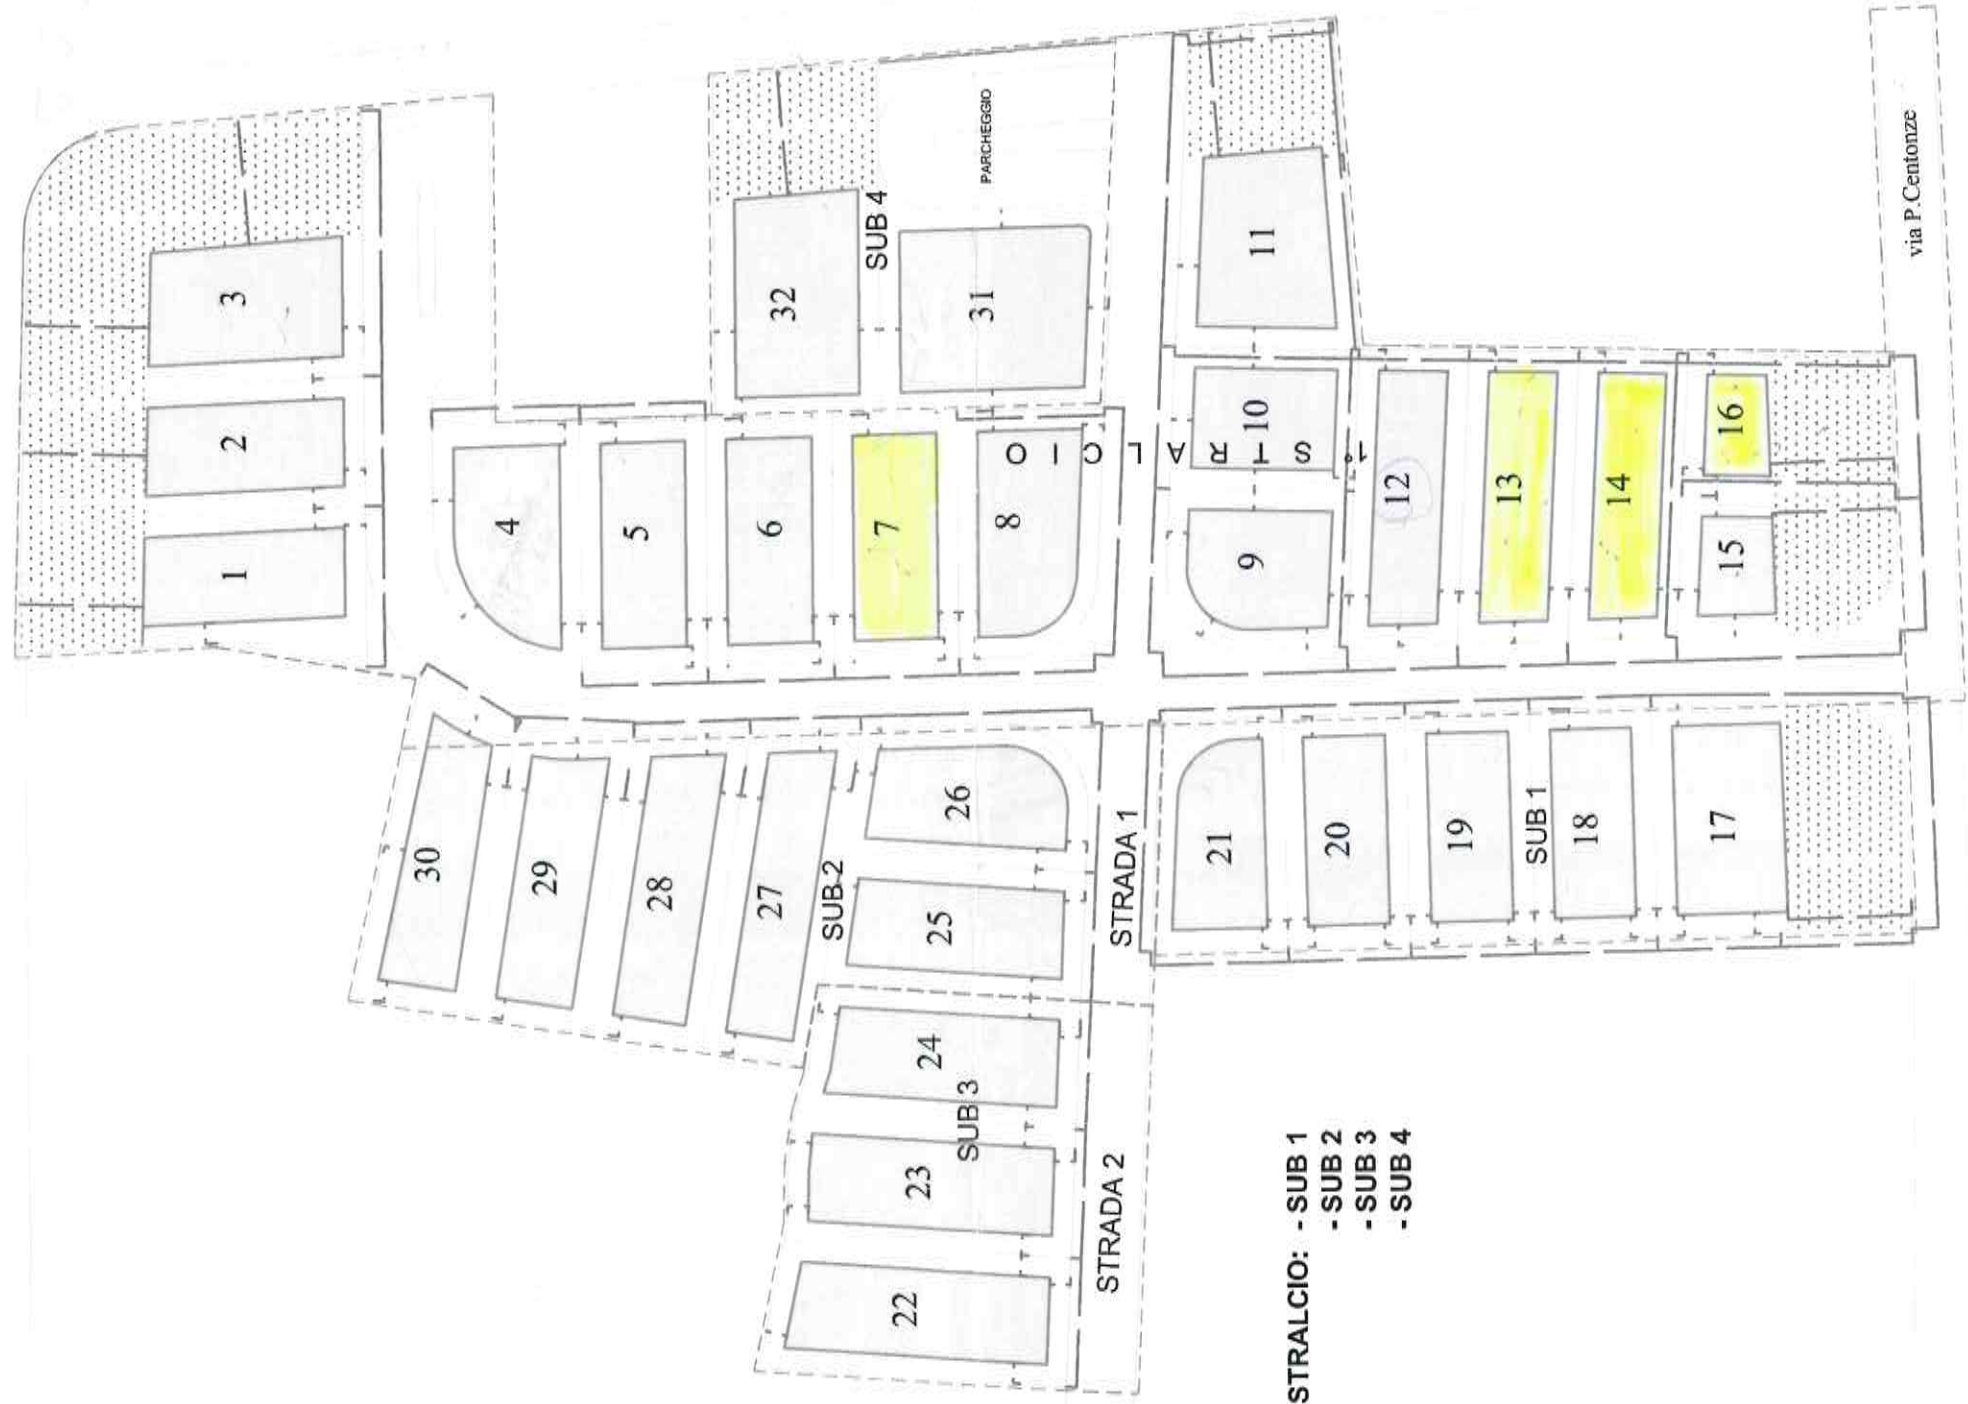 1
2
3
4
5
6
7
8
1° STRALCIO
9
10
11
12
13
14
15
16
via P.Centonze
32
SUB 4
31
PARCHEGGIO
30
29
28
27
SUB 2
26
25
STRADA 1
21
20
19
SUB 1
18
17
24
SUB 3
23
22
STRADA 2
STRALCIO: - SUB 1
- SUB 2
- SUB 3
- SUB 4